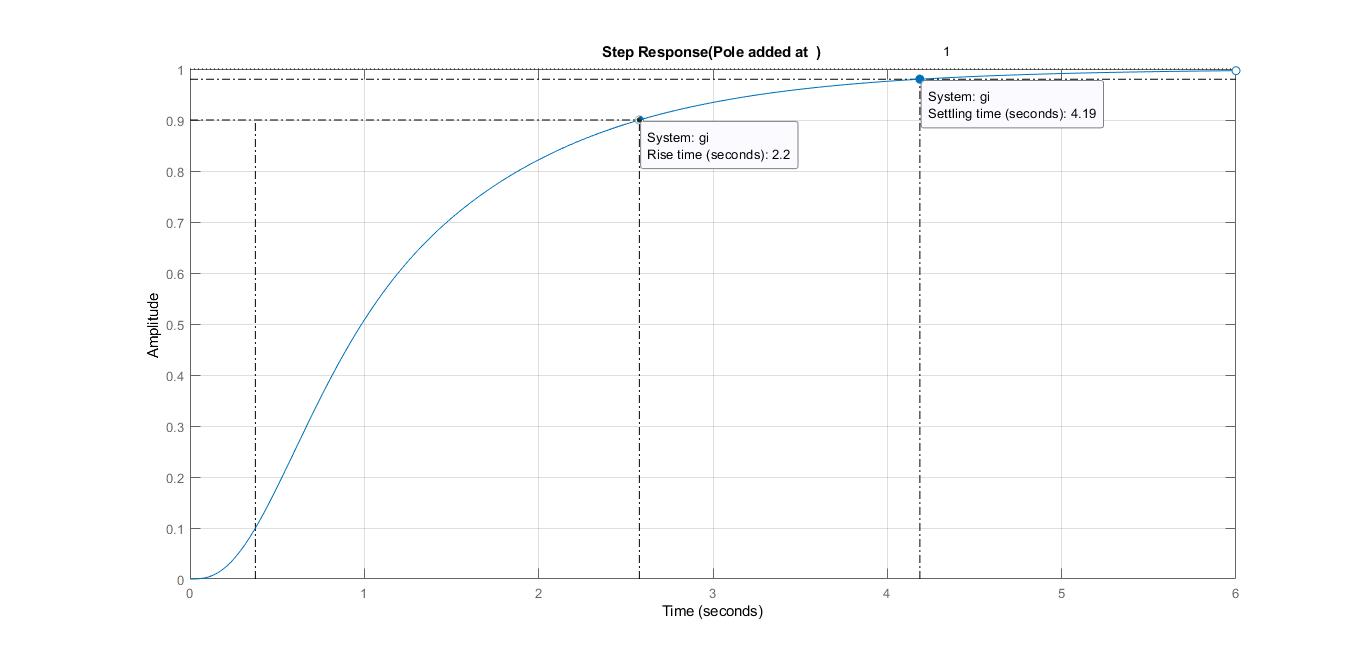 Step Response(Pole added at  ) 1
1
0.9
0.8
0.7
0.6
0.5
0.4
0.3
0.2
0.1
0
Amplitude
System: gi
Settling time (seconds): 4.19
System: gi
Rise time (seconds): 2.2
0 1 2 3 4 5 6
Time (seconds)